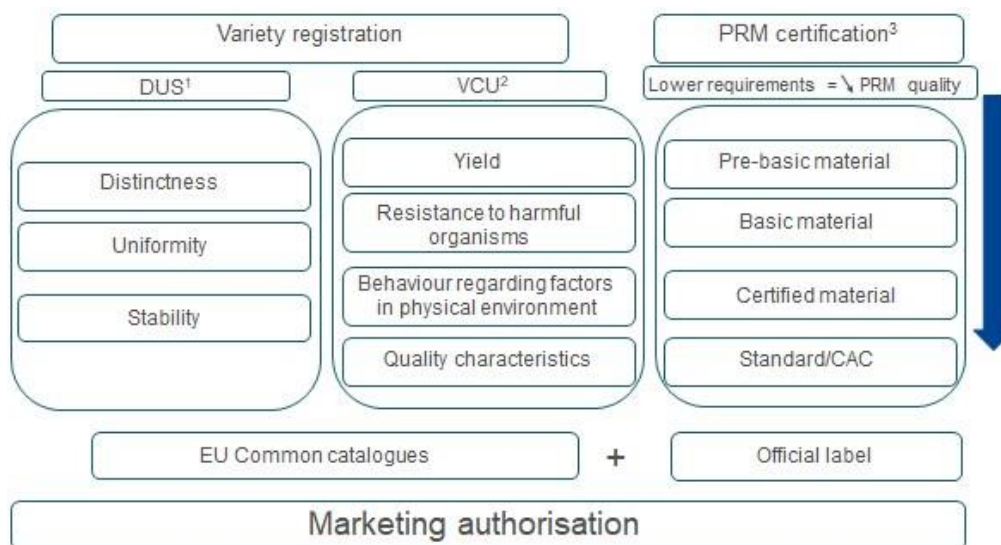 Variety registration
PRM certification³
DUS¹
VCU²
Lower requirements = ↘ PRM quality
Distinctness
Uniformity
Stability
Yield
Resistance to harmful
organisms
Behaviour regarding factors
in physical environment
Quality characteristics
Pre-basic material
Basic material
Certified material
Standard/CAC
EU Common catalogues
+
Official label
Marketing authorisation